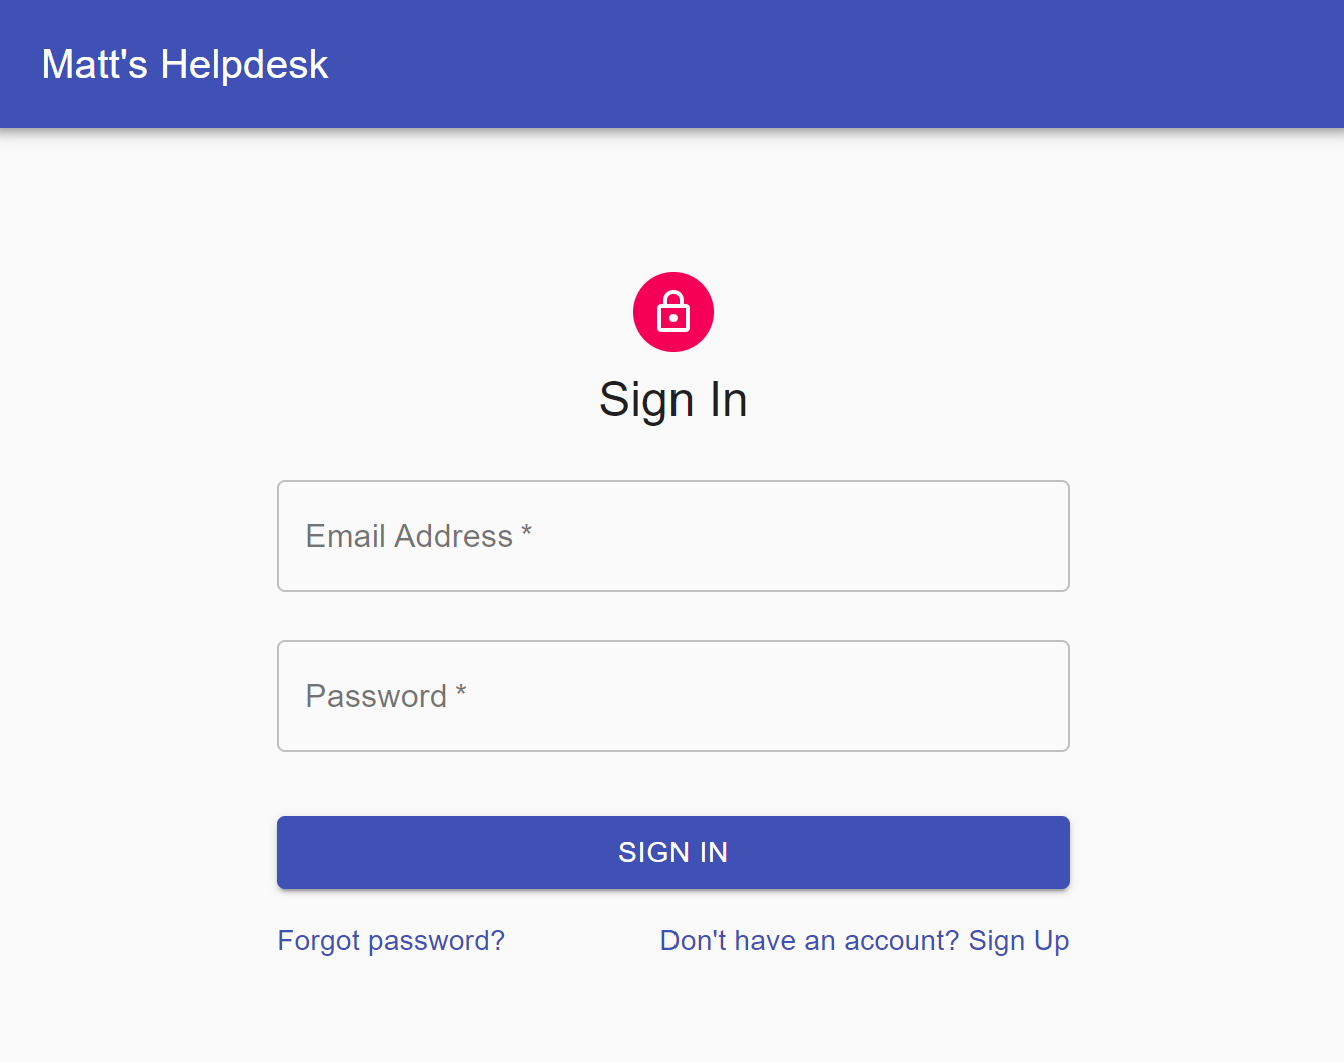 Matt's Helpdesk
Sign In
Email Address *
Password *
SIGN IN
Forgot password? Don't have an account? Sign Up